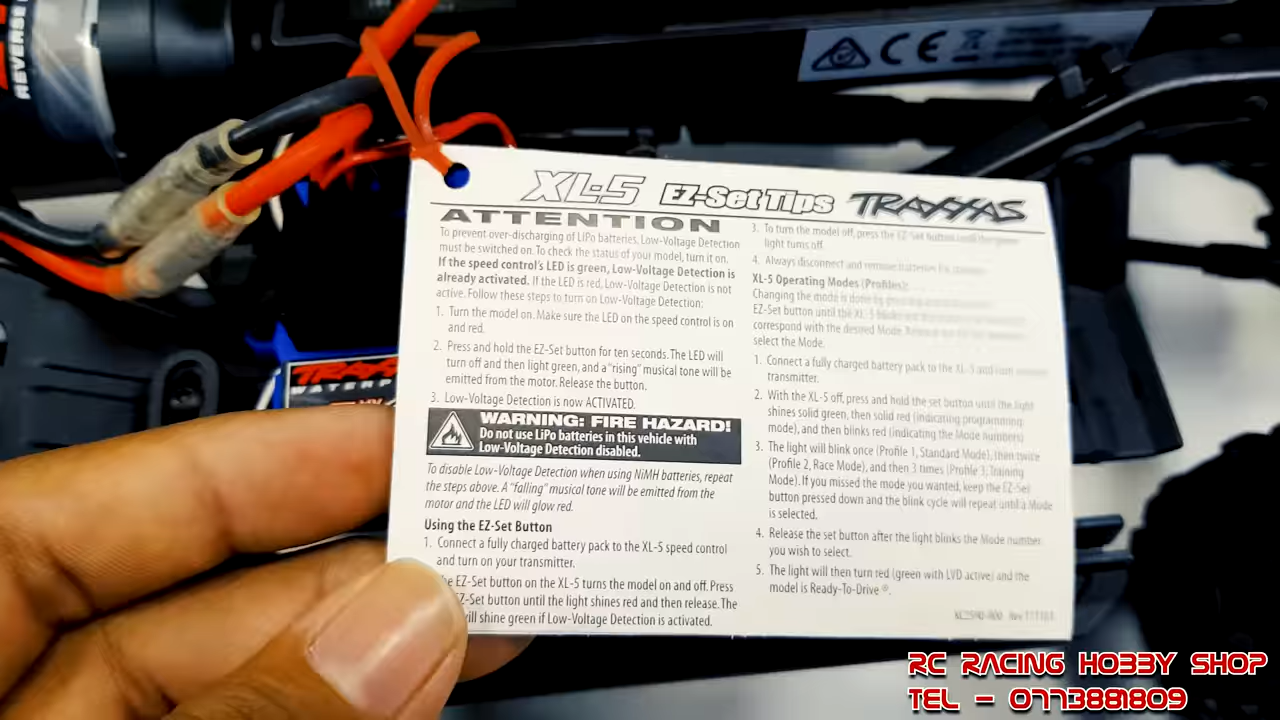 REVERSE
CE
XL-5 EZ-Set Tips TRAXXAS
ATTENTION
To prevent over-discharging of LiPo batteries, Low-Voltage Detection
must be switched on. To check the status of your model, turn it on.
If the speed control's LED is green, Low-Voltage Detection is
already activated. If the LED is red, Low-Voltage Detection is not
active. Follow these steps to turn on Low-Voltage Detection:
1. Turn the model on. Make sure the LED on the speed control is on
and red.
2. Press and hold the EZ-Set button for ten seconds. The LED will
turn off and then light green, and a "rising" musical tone will be
emitted from the motor. Release the button.
3. Low-Voltage Detection is now ACTIVATED.
WARNING: FIRE HAZARD!
Do not use LiPo batteries in this vehicle with
Low-Voltage Detection disabled.
To disable Low-Voltage Detection when using NiMH batteries, repeat
the steps above. A "falling" musical tone will be emitted from the
motor and the LED will glow red.
Using the EZ-Set Button
1. Connect a fully charged battery pack to the XL-5 speed control
and turn on your transmitter.
EZ-Set button on the XL-5 turns the model on and off. Press
EZ-Set button until the light shines red and then release. The
will shine green if Low-Voltage Detection is activated.
3. To turn the model off, press the EZ-Set button until the green
light turns off.
4. Always disconnect and remove batteries for storage.
XL-5 Operating Modes (Profiles):
Changing the mode is done by
EZ-Set button until the XL-5 blinks
correspond with the desired Mode.
select the Mode.
1. Connect a fully charged battery pack to the XL-5 and turn
transmitter.
2. With the XL-5 off, press and hold the set button until the light
shines solid green, then solid red (indicating programming
mode), and then blinks red (indicating the Mode numbers)
3. The light will blink once (Profile 1, Standard Mode), then twice
(Profile 2, Race Mode), and then 3 times (Profile 3, Training
Mode). If you missed the mode you wanted, keep the EZ-Set
button pressed down and the blink cycle will repeat until a Mode
is selected.
4. Release the set button after the light blinks the Mode number
you wish to select.
5. The light will then turn red (green with LVD active) and the
model is Ready-To-Drive ®.
TRAXX
WATERP
RC RACING HOBBY SHOP
TEL - 0773881809